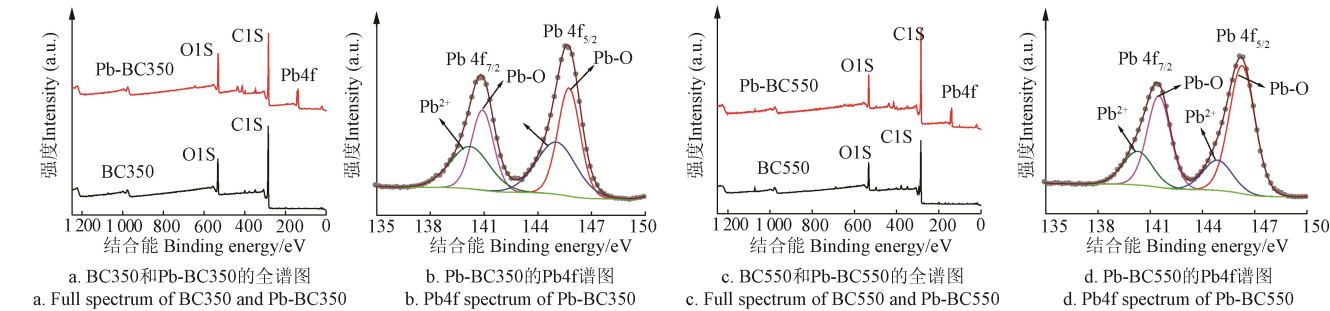 强度Intensity (a.u.)
Pb-BC350
O1S
C1S
Pb4f
BC350
O1S
C1S
1200 1 000 800 600 400 200 0
结合能 Binding energy/eV
a. BC350和Pb-BC350的全谱图
a. Full spectrum of BC350 and Pb-BC350
强度Intensity (a.u.)
Pb 4f7/2
Pb 4f5/2
Pb-O
Pb-O
Pb2+
135 138 141 144 147 150
结合能 Binding energy/eV
b. Pb-BC350的Pb4f谱图
b. Pb4f spectrum of Pb-BC350
强度Intensity (a.u.)
Pb-BC550
O1S
C1S
Pb4f
BC550
O1S
C1S
1 200 1 000 800 600 400 200 0
结合能 Binding energy/eV
c. BC550和Pb-BC550的全谱图
c. Full spectrum of BC550 and Pb-BC550
强度Intensity (a.u.)
Pb 4f7/2
Pb 4f5/2
Pb-O
Pb-O
Pb2+
Pb2+
135 138 141 144 147 150
结合能 Binding energy/eV
d. Pb-BC550的Pb4f谱图
d. Pb4f spectrum of Pb-BC550